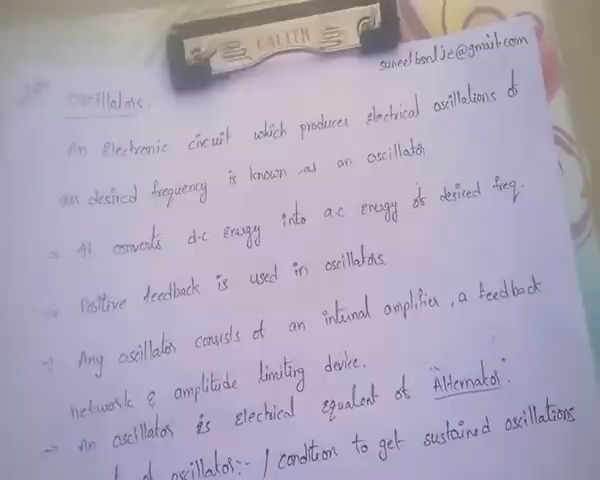 suneelbsnl.je@gmail.com
Oscillators.
An Electronic circuit which produces electrical oscillations of
an desired frequency is known as an oscillator
→ It converts d.c energy into a.c energy of desired freq.
→ Positive feedback is used in oscillators.
→ Any oscillator consists of an internal amplifier, a feedback
network & amplitude limiting device.
→ An oscillator is electrical equalent of "Alternator".
of oscillator:- / condition to get sustained oscillations